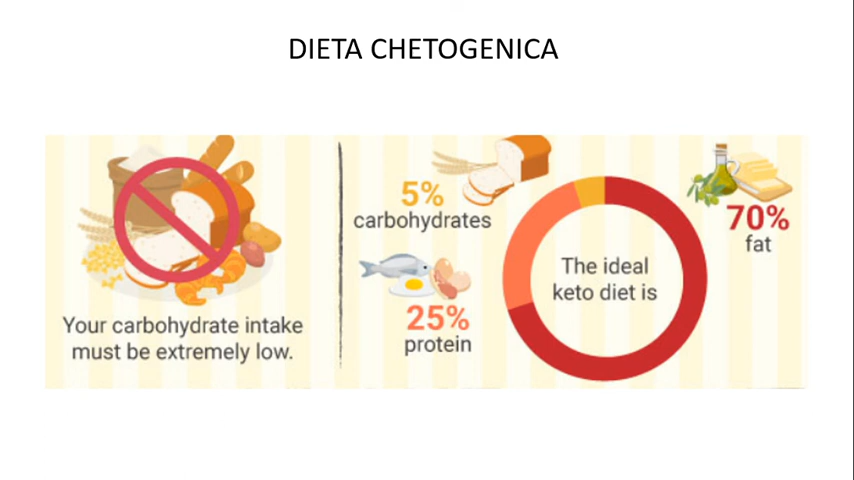 DIETA CHETOGENICA
Your carbohydrate intake
must be extremely low.
5%
carbohydrates
25%
protein
The ideal
keto diet is
70%
fat